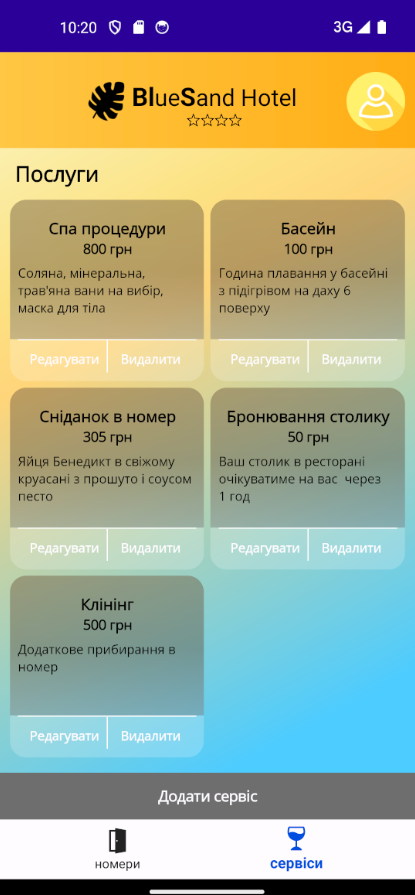 10:20
3G
BlueSand Hotel
Послуги
Спа процедури
800 грн
Соляна, мінеральна,
трав'яна вани на вибір,
маска для тіла
Редагувати Видалити
Басейн
100 грн
Година плавання у басейні
з підігрівом на даху 6
поверху
Редагувати Видалити
Сніданок в номер
305 грн
Яйця Бенедикт в свіжому
круасані з прошуто і соусом
песто
Редагувати Видалити
Бронювання столику
50 грн
Ваш столик в ресторані
очікуватиме на вас через
1 год
Редагувати Видалити
Клінінг
500 грн
Додаткове прибирання в
номер
Редагувати Видалити
Додати сервіс
номери
сервіси